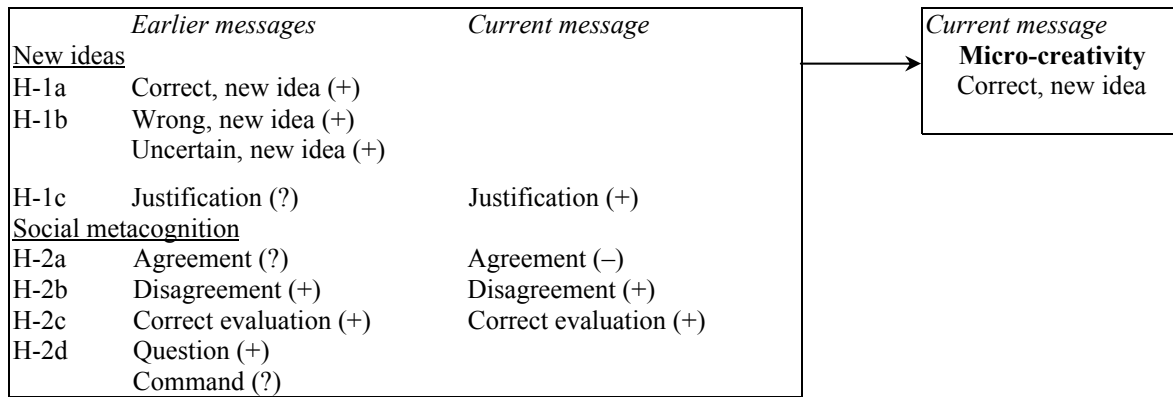 Earlier messages Current message
New ideas
H-1a Correct, new idea (+)
H-1b Wrong, new idea (+)
Uncertain, new idea (+)
H-1c Justification (?) Justification (+)
Social metacognition
H-2a Agreement (?) Agreement (–)
H-2b Disagreement (+) Disagreement (+)
H-2c Correct evaluation (+) Correct evaluation (+)
H-2d Question (+)
Command (?)
Current message
Micro-creativity
Correct, new idea